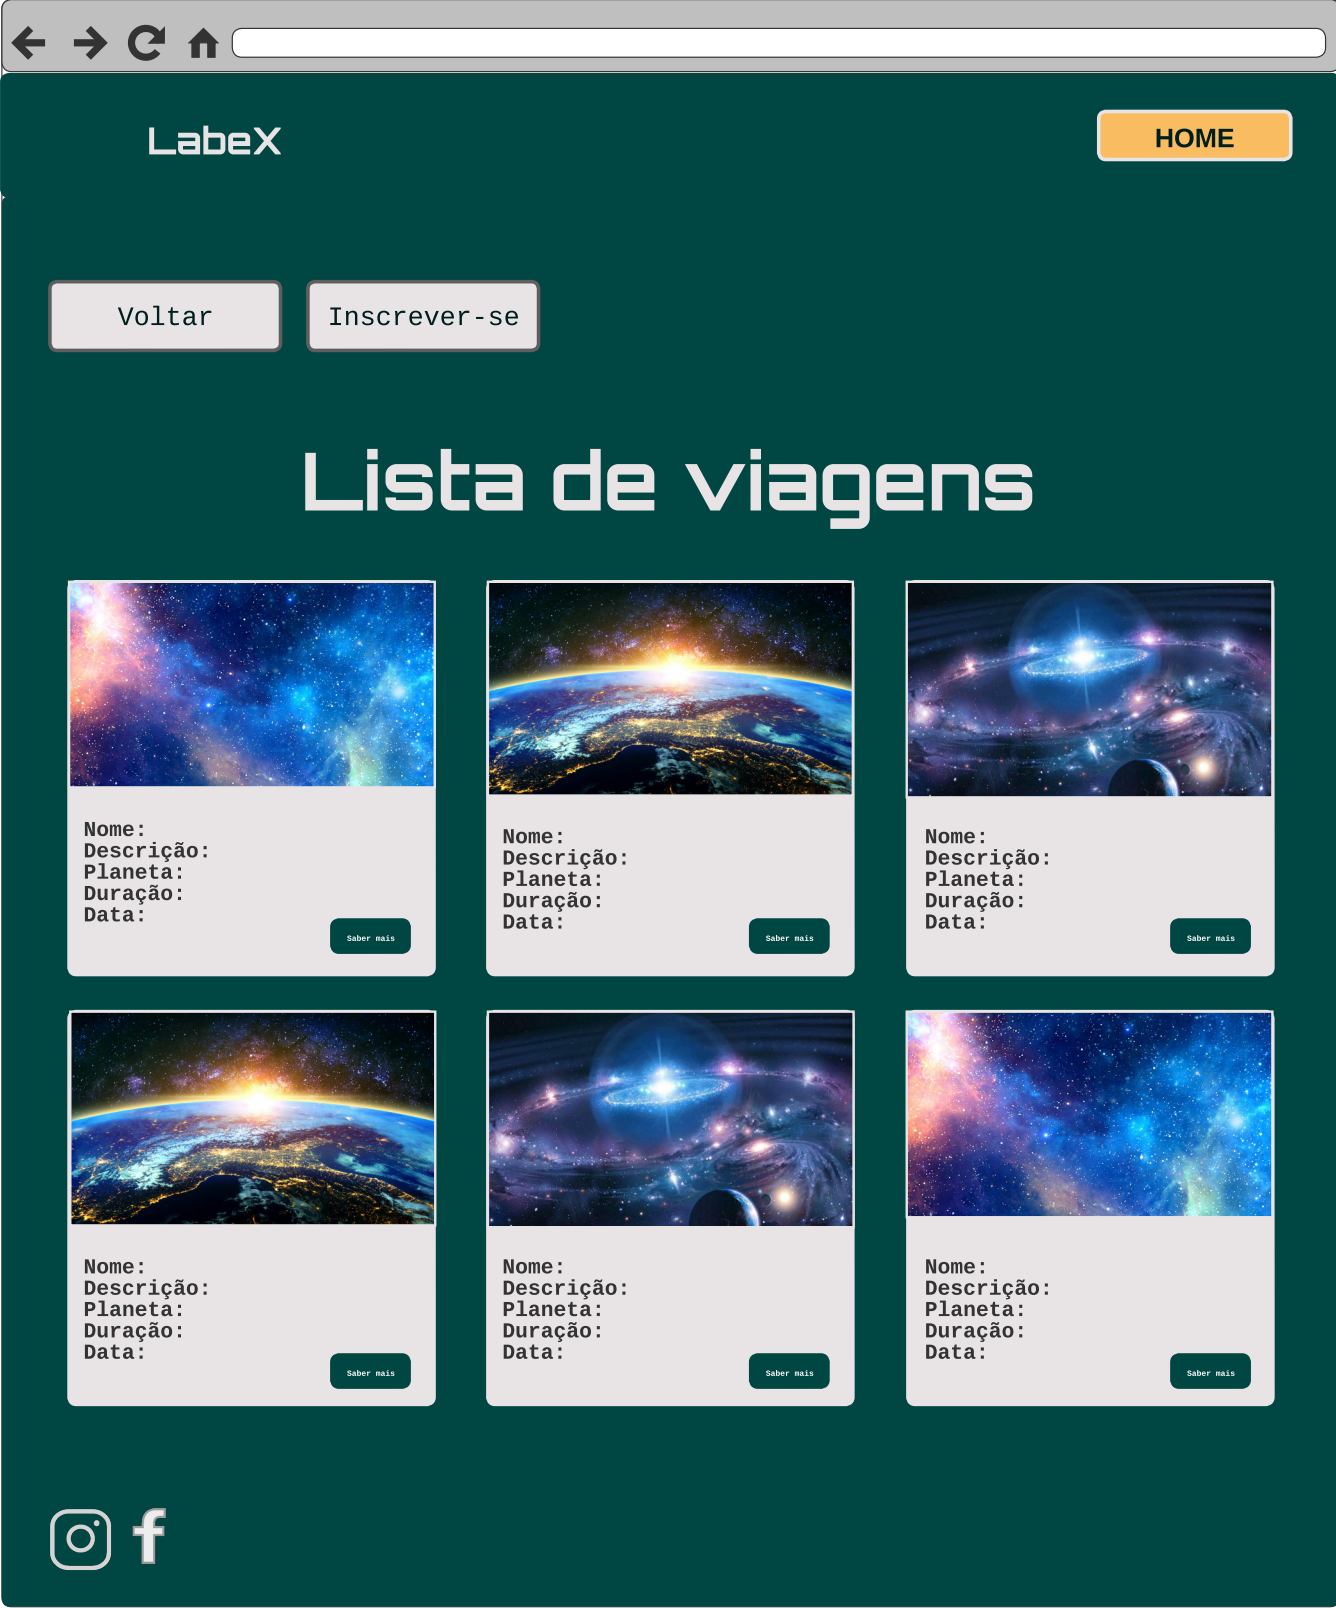 LabeX
HOME
Voltar
Inscrever-se
Lista de viagens
Nome:
Descrição:
Planeta:
Duração:
Data:
Saber mais
Nome:
Descrição:
Planeta:
Duração:
Data:
Saber mais
Nome:
Descrição:
Planeta:
Duração:
Data:
Saber mais
Nome:
Descrição:
Planeta:
Duração:
Data:
Saber mais
Nome:
Descrição:
Planeta:
Duração:
Data:
Saber mais
Nome:
Descrição:
Planeta:
Duração:
Data:
Saber mais